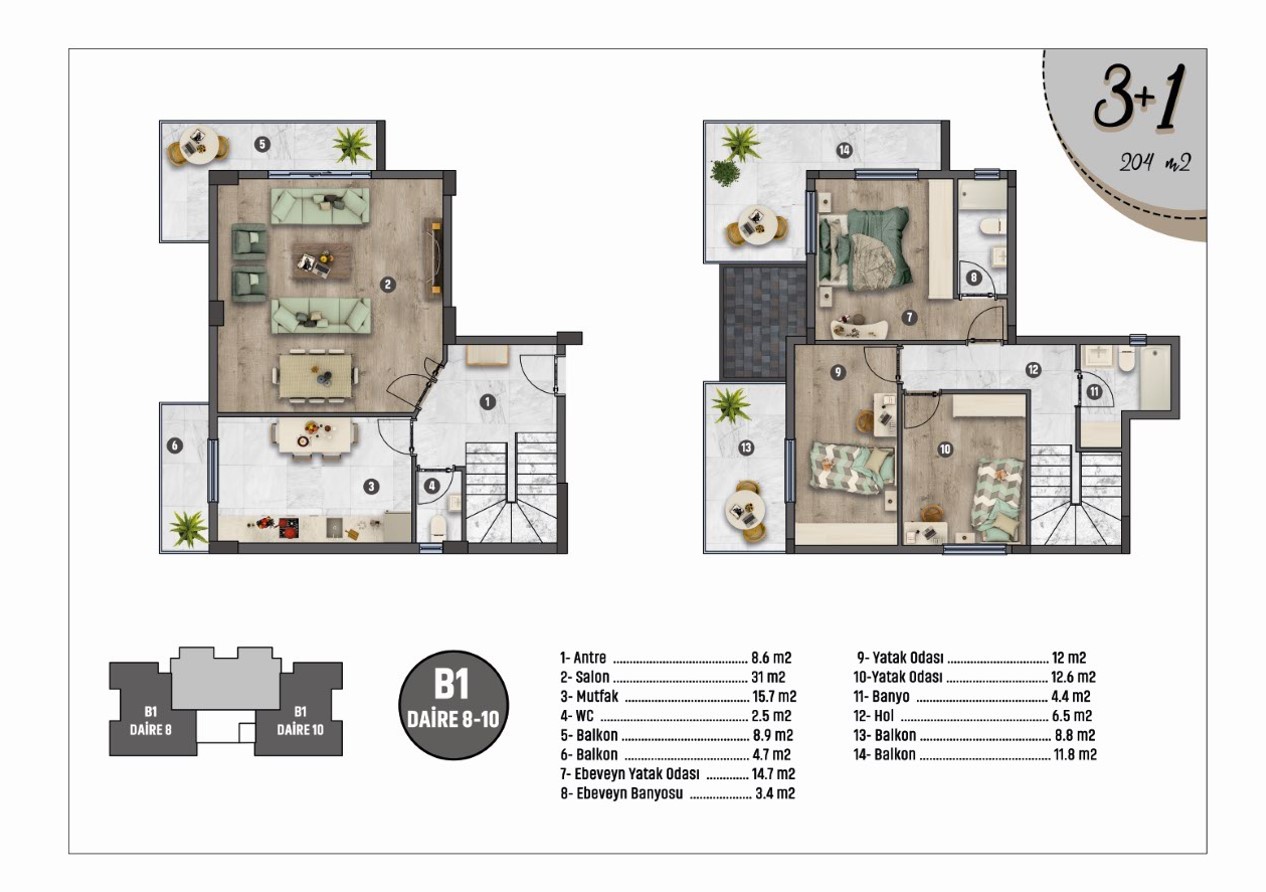 3+1
204 m2
5
2
1
6
3
4
14
8
7
9
12
11
13
10
B1
DAİRE 8
B1
DAİRE 10
B1
DAİRE 8-10
1- Antre ........................................... 8.6 m2
2- Salon ........................................... 31 m2
3- Mutfak ....................................... 15.7 m2
4- WC ............................................... 2.5 m2
5- Balkon ......................................... 8.9 m2
6- Balkon ......................................... 4.7 m2
7- Ebeveyn Yatak Odası ............. 14.7 m2
8- Ebeveyn Banyosu ................... 3.4 m2
9- Yatak Odası ................................ 12 m2
10-Yatak Odası ................................ 12.6 m2
11- Banyo ......................................... 4.4 m2
12- Hol .............................................. 6.5 m2
13- Balkon ........................................ 8.8 m2
14- Balkon ........................................ 11.8 m2